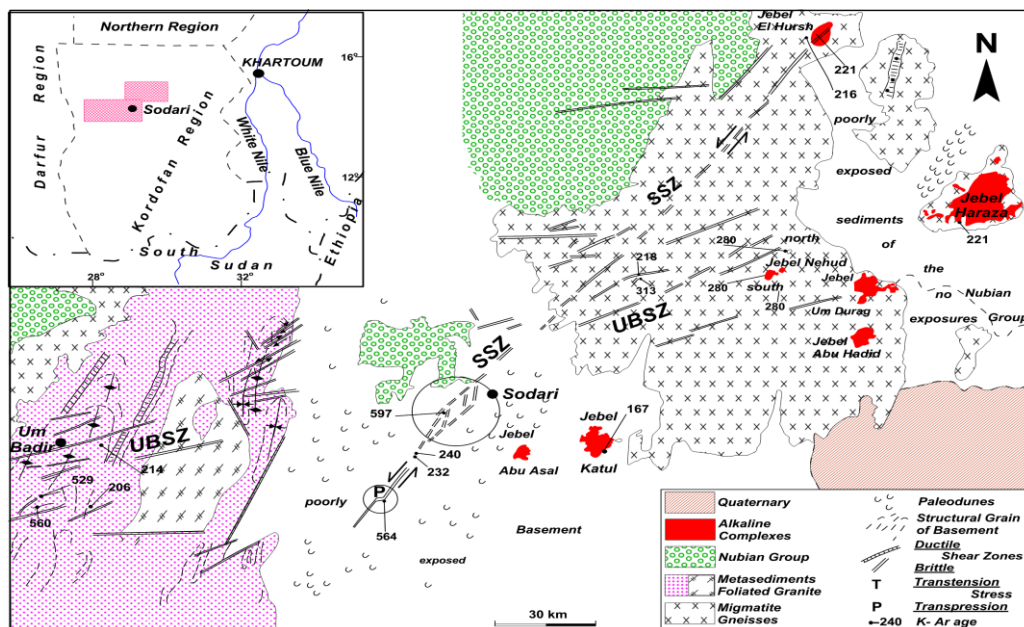 Northern Region
16°
KHARTOUM
Darfur Region
Sodari
Kordofan Region
White Nile
Blue Nile
12°
Ethiopia
South Sudan
28°
32°
Jebel
El Hursh
221
216
poorly
exposed
sediments
of
the
no Nubian
exposures Group
N
Jebel
Haraza
221
SSZ
280
north
Jebel Nehud
218
313
280
south
280
UBSZ
Jebel
Um Durag
Jebel
Abu Hadid
SSZ
Sodari
597
Jebel
167
Jebel
Abu Asal
Katul
240
232
P
564
poorly
exposed
Basement
Um
Badir
UBSZ
214
529
206
560
30 km
Quaternary
Alkaline
Complexes
Nubian Group
Metasediments
Foliated Granite
Migmatite
Gneisses
Paleodunes
Structural Grain
of Basement
Ductile
Shear Zones
Brittle
T Transtension
Stress
P Transpression
240 K- Ar age